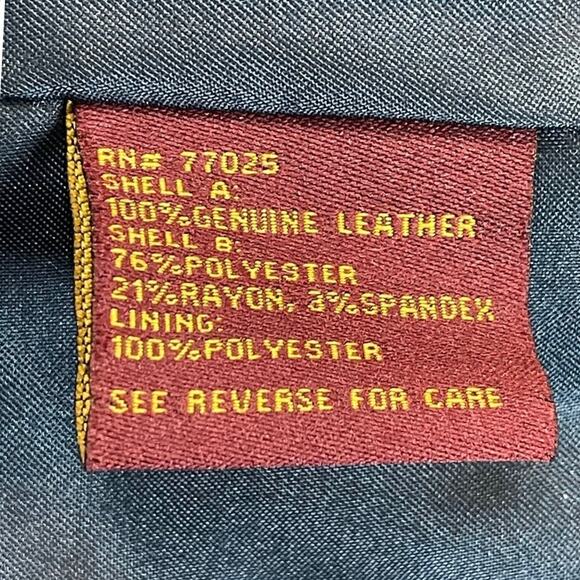 RN# 77025
SHELL A:
100%GENUINE LEATHER
SHELL B:
76%POLYESTER
21%RAYON, 3%SPANDEX
LINING:
100%POLYESTER
SEE REVERSE FOR CARE